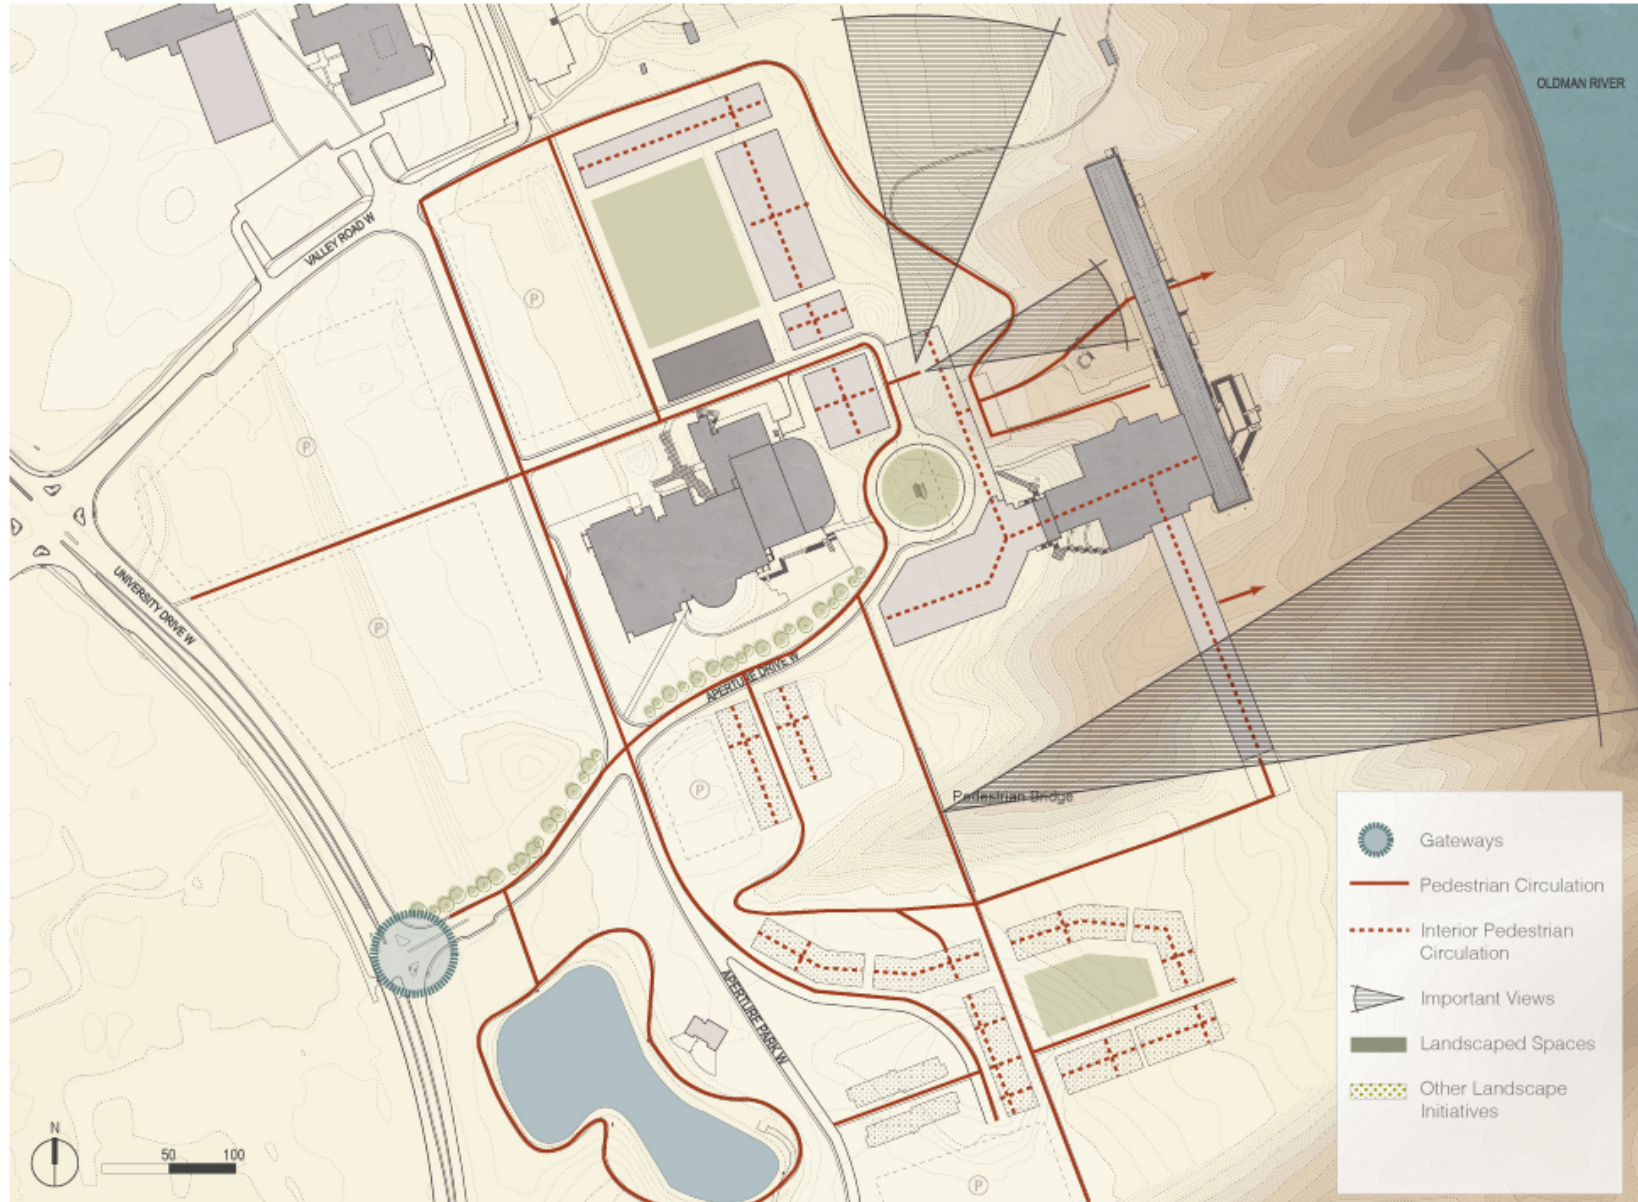 OLDMAN RIVER
VALLEY ROAD W
P
P
UNIVERSITY DRIVE W
P
APERTURE DRIVE W
P
Pedestrian Bridge
APERTURE PARK W
P
N
50
100
Gateways
Pedestrian Circulation
Interior Pedestrian
Circulation
Important Views
Landscaped Spaces
Other Landscape
Initiatives